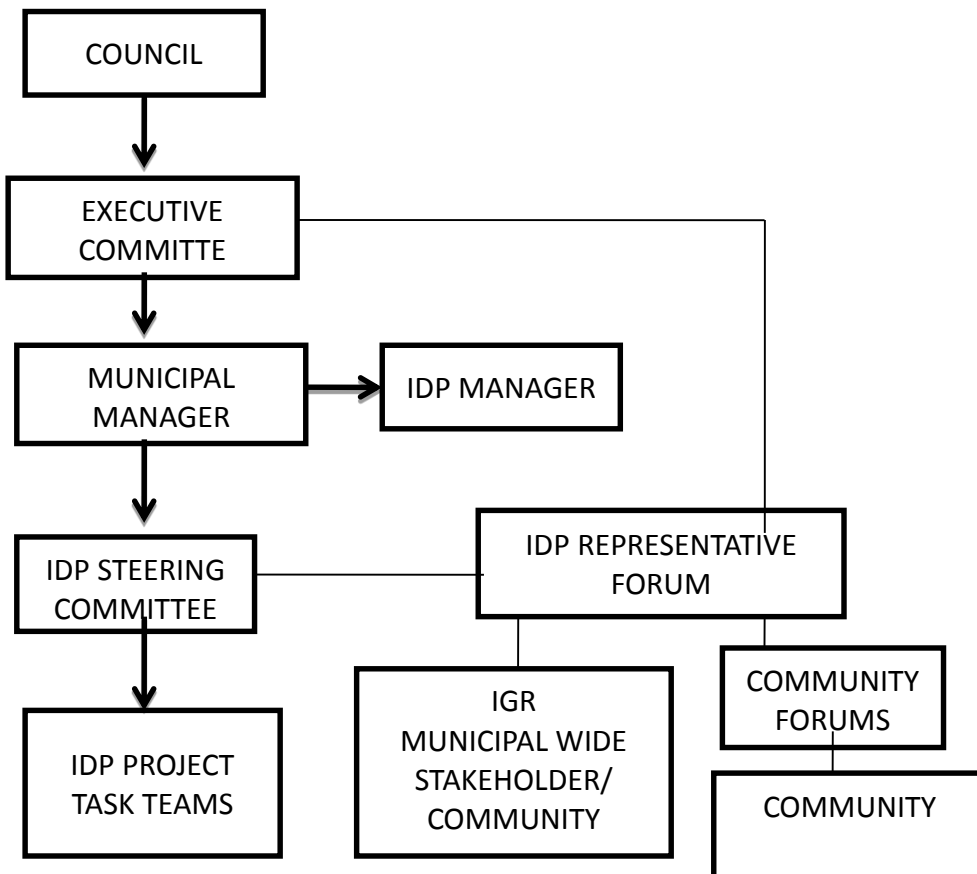 COUNCIL
EXECUTIVE
COMMITTE
MUNICIPAL
MANAGER
IDP MANAGER
IDP STEERING
COMMITTEE
IDP REPRESENTATIVE
FORUM
IDP PROJECT
TASK TEAMS
IGR
MUNICIPAL WIDE
STAKEHOLDER/
COMMUNITY
COMMUNITY
FORUMS
COMMUNITY